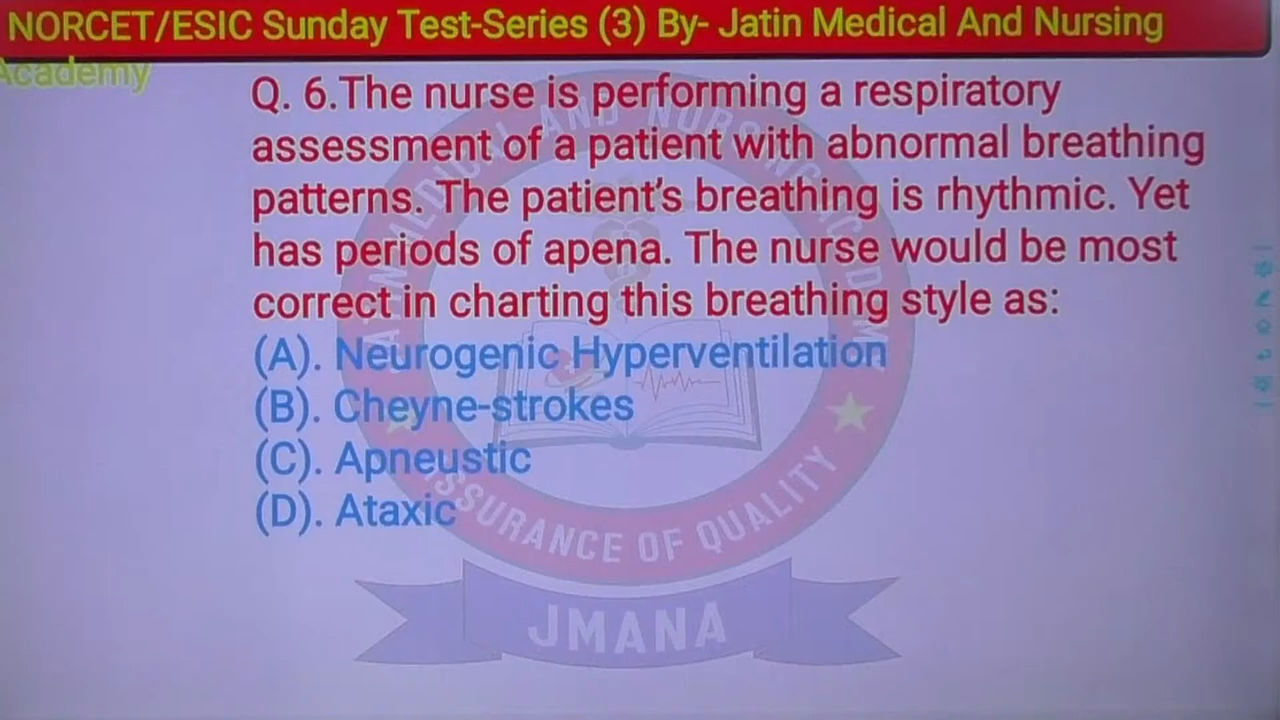 NORCET/ESIC Sunday Test-Series (3) By- Jatin Medical And Nursing
Academy
Q. 6.The nurse is performing a respiratory
assessment of a patient with abnormal breathing
patterns. The patient's breathing is rhythmic. Yet
has periods of apena. The nurse would be most
correct in charting this breathing style as:
(A). Neurogenic Hyperventilation
(B). Cheyne-strokes
(C). Apneustic
(D). Ataxic
ASSURANCE OF QUALITY
JMANA